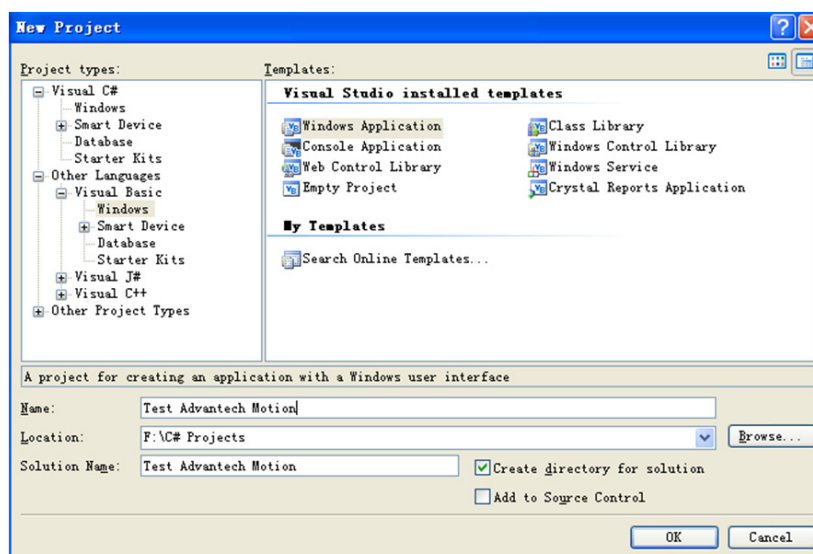 New Project
Project types:
Templates:
Visual C#
Windows
Smart Device
Database
Starter Kits
Other Languages
Visual Basic
Windows
Smart Device
Database
Starter Kits
Visual J#
Visual C++
Other Project Types
Visual Studio installed templates
Windows Application
Class Library
Console Application
Windows Control Library
Web Control Library
Windows Service
Empty Project
Crystal Reports Application
My Templates
Search Online Templates...
A project for creating an application with a Windows user interface
Name: Test Advantech Motion
Location: F:\C# Projects Browse...
Solution Name: Test Advantech Motion Create directory for solution
Add to Source Control
OK Cancel